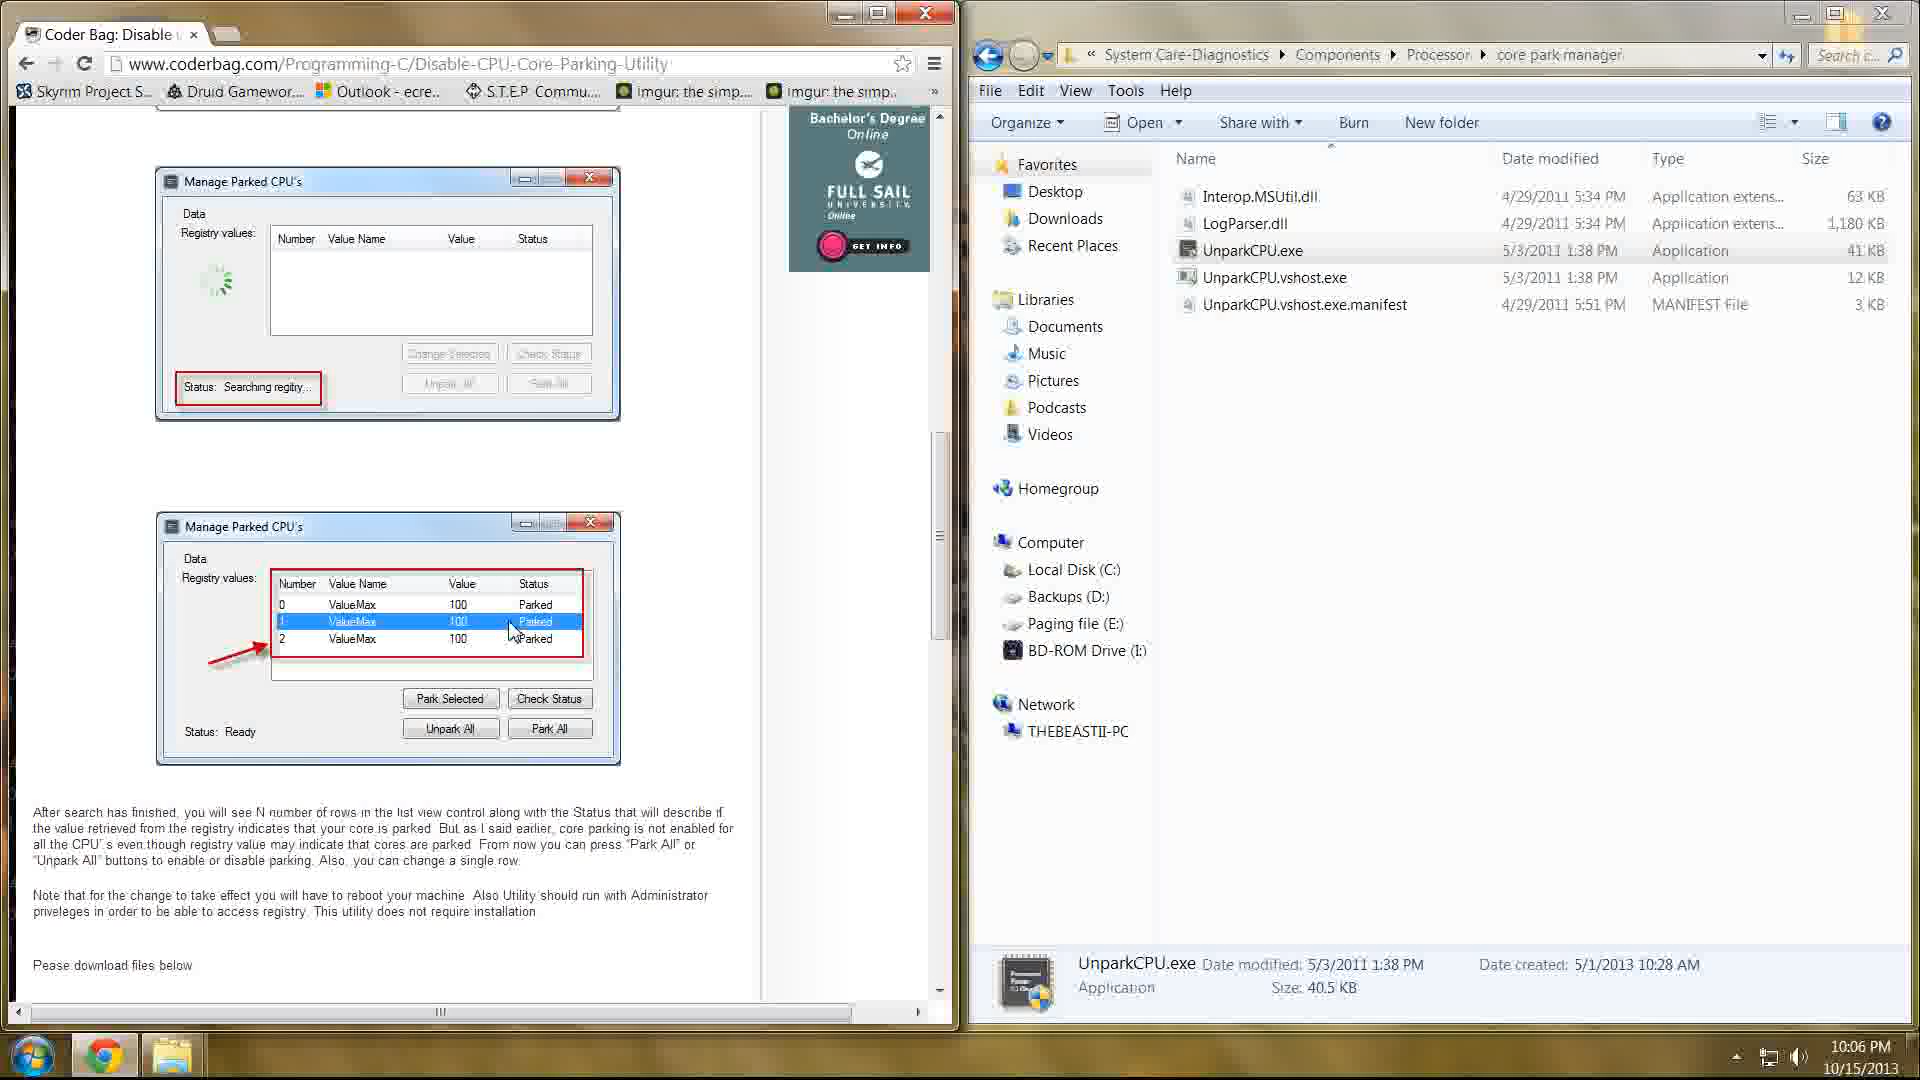 Coder Bag: Disable
www.coderbag.com/Programming-C/Disable-CPU-Core-Parking-Utility
Skyrim Project S... Druid Gamewor... Outlook - ecre... S.T.E.P. Commu... imgur: the simp... imgur: the simp... »
Bachelor's Degree
Online
FULL SAIL
UNIVERSITY
Online
GET INFO
Manage Parked CPU's
Data
Registry values:
Number Value Name Value Status
Change Selected Check Status
Unpark All Park All
Status: Searching regitry...
Manage Parked CPU's
Data
Registry values:
Number Value Name Value Status
0 ValueMax 100 Parked
1 ValueMax 100 Parked
2 ValueMax 100 Parked
Park Selected Check Status
Unpark All Park All
Status: Ready
After search has finished, you will see N number of rows in the list view control along with the Status that will describe if
the value retrieved from the registry indicates that your core is parked. But as I said earlier, core parking is not enabled for
all the CPU`s even though registry value may indicate that cores are parked. From now you can press "Park All" or
"Unpark All" buttons to enable or disable parking. Also, you can change a single row.
Note that for the change to take effect you will have to reboot your machine. Also Utility should run with Administrator
priveleges in order to be able to access registry. This utility does not require installation
Pease download files below
« System Care-Diagnostics Components Processor core park manager
Search c...
File Edit View Tools Help
Organize Open Share with Burn New folder
Name Date modified Type Size
Interop.MSUtil.dll 4/29/2011 5:34 PM Application extens... 63 KB
LogParser.dll 4/29/2011 5:34 PM Application extens... 1,180 KB
UnparkCPU.exe 5/3/2011 1:38 PM Application 41 KB
UnparkCPU.vshost.exe 5/3/2011 1:38 PM Application 12 KB
UnparkCPU.vshost.exe.manifest 4/29/2011 5:51 PM MANIFEST File 3 KB
Favorites
Desktop
Downloads
Recent Places
Libraries
Documents
Music
Pictures
Podcasts
Videos
Homegroup
Computer
Local Disk (C:)
Backups (D:)
Paging file (E:)
BD-ROM Drive (I:)
Network
THEBEASTII-PC
UnparkCPU.exe Date modified: 5/3/2011 1:38 PM Date created: 5/1/2013 10:28 AM
Application Size: 40.5 KB
10:06 PM
10/15/2013